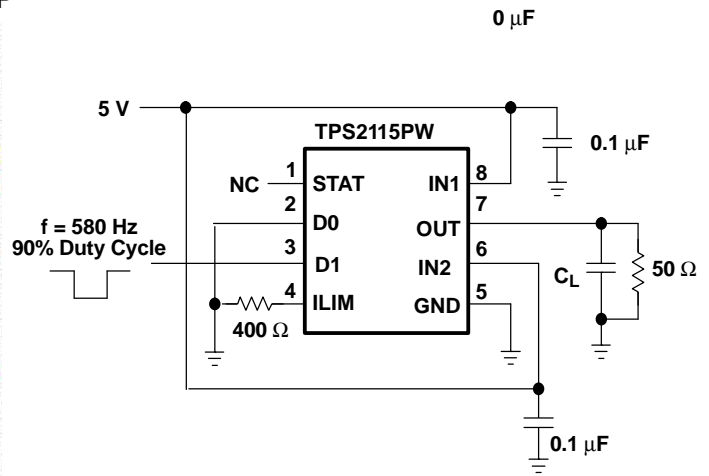 0 µF
5 V
TPS2115PW
0.1 µF
NC
1
STAT
IN1
8
2
D0
7
OUT
f = 580 Hz
90% Duty Cycle
3
D1
6
IN2
CL
50 Ω
4
ILIM
5
GND
400 Ω
0.1 µF